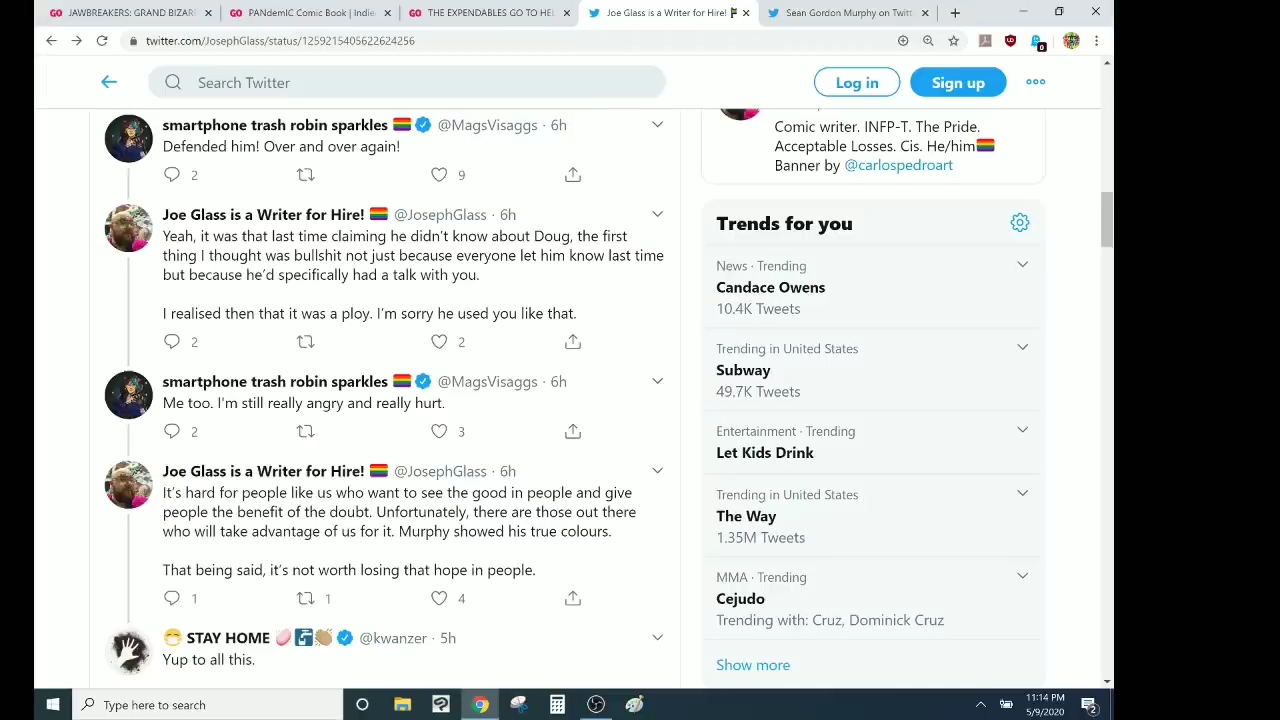 JAWBREAKERS: GRAND BIZAR
PANdemIC Comic Book | Indie
THE EXPENDABLES GO TO HEL
Joe Glass is a Writer for Hire!
Sean Gordon Murphy on Twitt
twitter.com/JosephGlass/status/1259215405622624256
Search Twitter
Log in
Sign up
smartphone trash robin sparkles @MagsVisaggs · 6h
Defended him! Over and over again!
2 9
Joe Glass is a Writer for Hire! @JosephGlass · 6h
Yeah, it was that last time claiming he didn't know about Doug, the first
thing I thought was bullshit not just because everyone let him know last time
but because he'd specifically had a talk with you.
I realised then that it was a ploy. I'm sorry he used you like that.
2 2
smartphone trash robin sparkles @MagsVisaggs · 6h
Me too. I'm still really angry and really hurt.
2 3
Joe Glass is a Writer for Hire! @JosephGlass · 6h
It's hard for people like us who want to see the good in people and give
people the benefit of the doubt. Unfortunately, there are those out there
who will take advantage of us for it. Murphy showed his true colours.
That being said, it's not worth losing that hope in people.
1 1 4
STAY HOME @kwanzer · 5h
Yup to all this.
Comic writer. INFP-T. The Pride.
Acceptable Losses. Cis. He/him
Banner by @carlospedroart
Trends for you
News · Trending
Candace Owens
10.4K Tweets
Trending in United States
Subway
49.7K Tweets
Entertainment · Trending
Let Kids Drink
Trending in United States
The Way
1.35M Tweets
MMA · Trending
Cejudo
Trending with: Cruz, Dominick Cruz
Show more
Type here to search
11:14 PM
5/9/2020
2